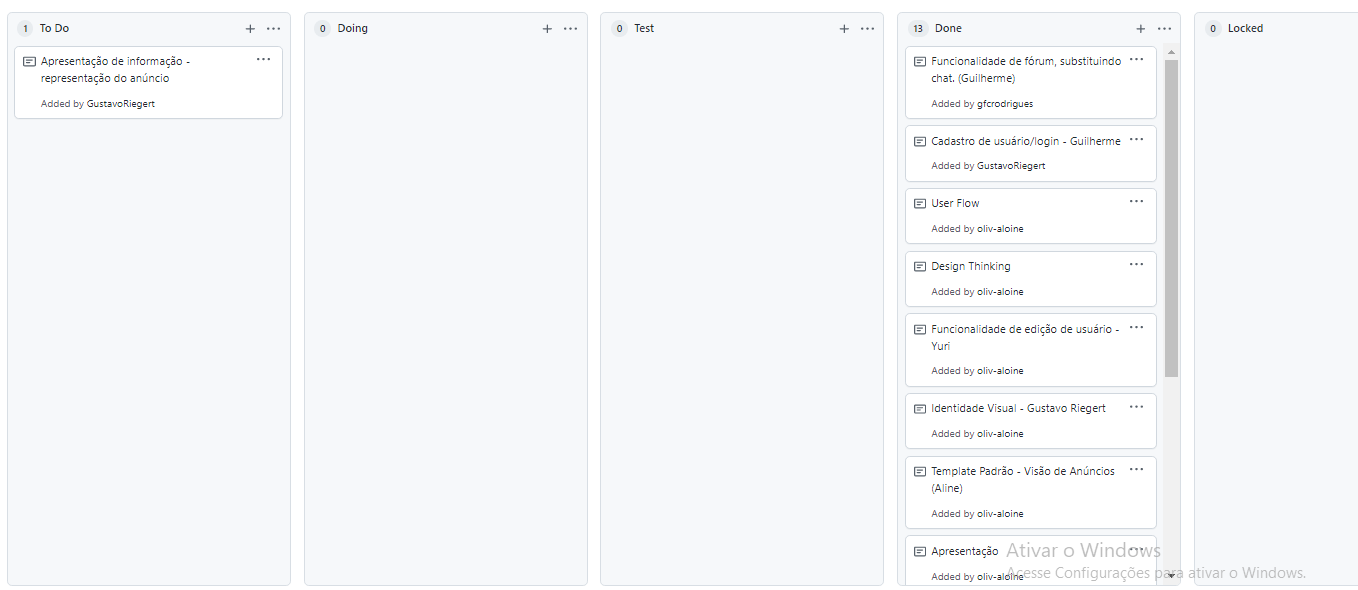 1 To Do
Apresentação de informação -
representação do anúncio
Added by GustavoRiegert
0 Doing
0 Test
13 Done
Funcionalidade de fórum, substituindo
chat. (Guilherme)
Added by gfcrodrigues
Cadastro de usuário/login - Guilherme
Added by GustavoRiegert
User Flow
Added by oliv-aloine
Design Thinking
Added by oliv-aloine
Funcionalidade de edição de usuário -
Yuri
Added by oliv-aloine
Identidade Visual - Gustavo Riegert
Added by oliv-aloine
Template Padrão - Visão de Anúncios
(Aline)
Added by oliv-aloine
Apresentação
Added by oliv-aloine
0 Locked
Ativar o Windows
Acesse Configurações para ativar o Windows.